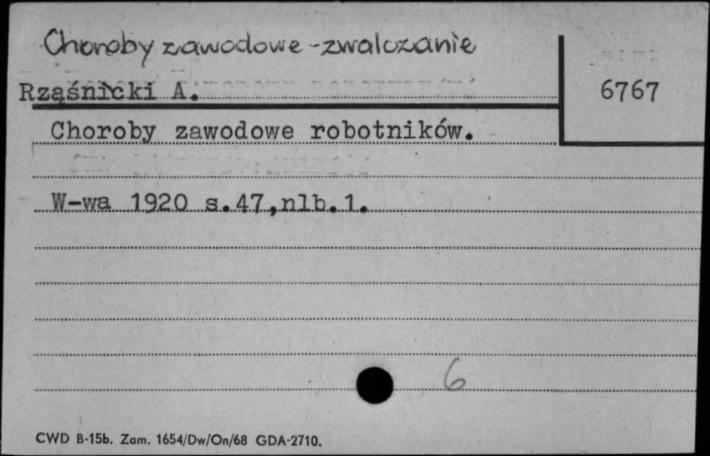 Choroby zawodowe - zwalczanie
Rząśnicki A.
6767
Choroby zawodowe robotników.
W-wa 1920 s.47,nlb.1.
6
CWD B-15b. Zam. 1654/Dw/On/68 GDA-2710.